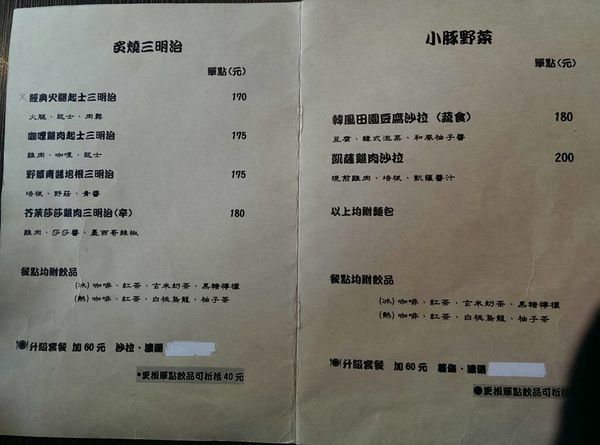 炙燒三明治
單點(元)
經典火腿起士三明治 170
火腿、起士、肉鬆
咖哩雞肉起士三明治 175
雞肉、咖哩、起士
野蘑青醬培根三明治 175
培根、野菇、青醬
芥茉莎莎雞肉三明治(辛) 180
雞肉、莎莎醬、墨西哥辣椒
餐點均附飲品
(冰)咖啡、紅茶、玄米奶茶、黑糖檸檬
(熱)咖啡、紅茶、白桃烏龍、柚子茶
升級套餐 加60元 沙拉、濃湯
●更換單點飲品可折抵40元
小豚野菜
單點(元)
韓風田園豆腐沙拉(蔬食) 180
豆腐、韓式泡菜、和風柚子醬
凱薩雞肉沙拉 200
現煎雞肉、培根、凱薩醬汁
以上均附麵包
餐點均附飲品
(冰)咖啡、紅茶、玄米奶茶、黑糖檸檬
(熱)咖啡、紅茶、白桃烏龍、柚子茶
升級套餐 加60元 薯條、濃湯
●更換單點飲品可折抵